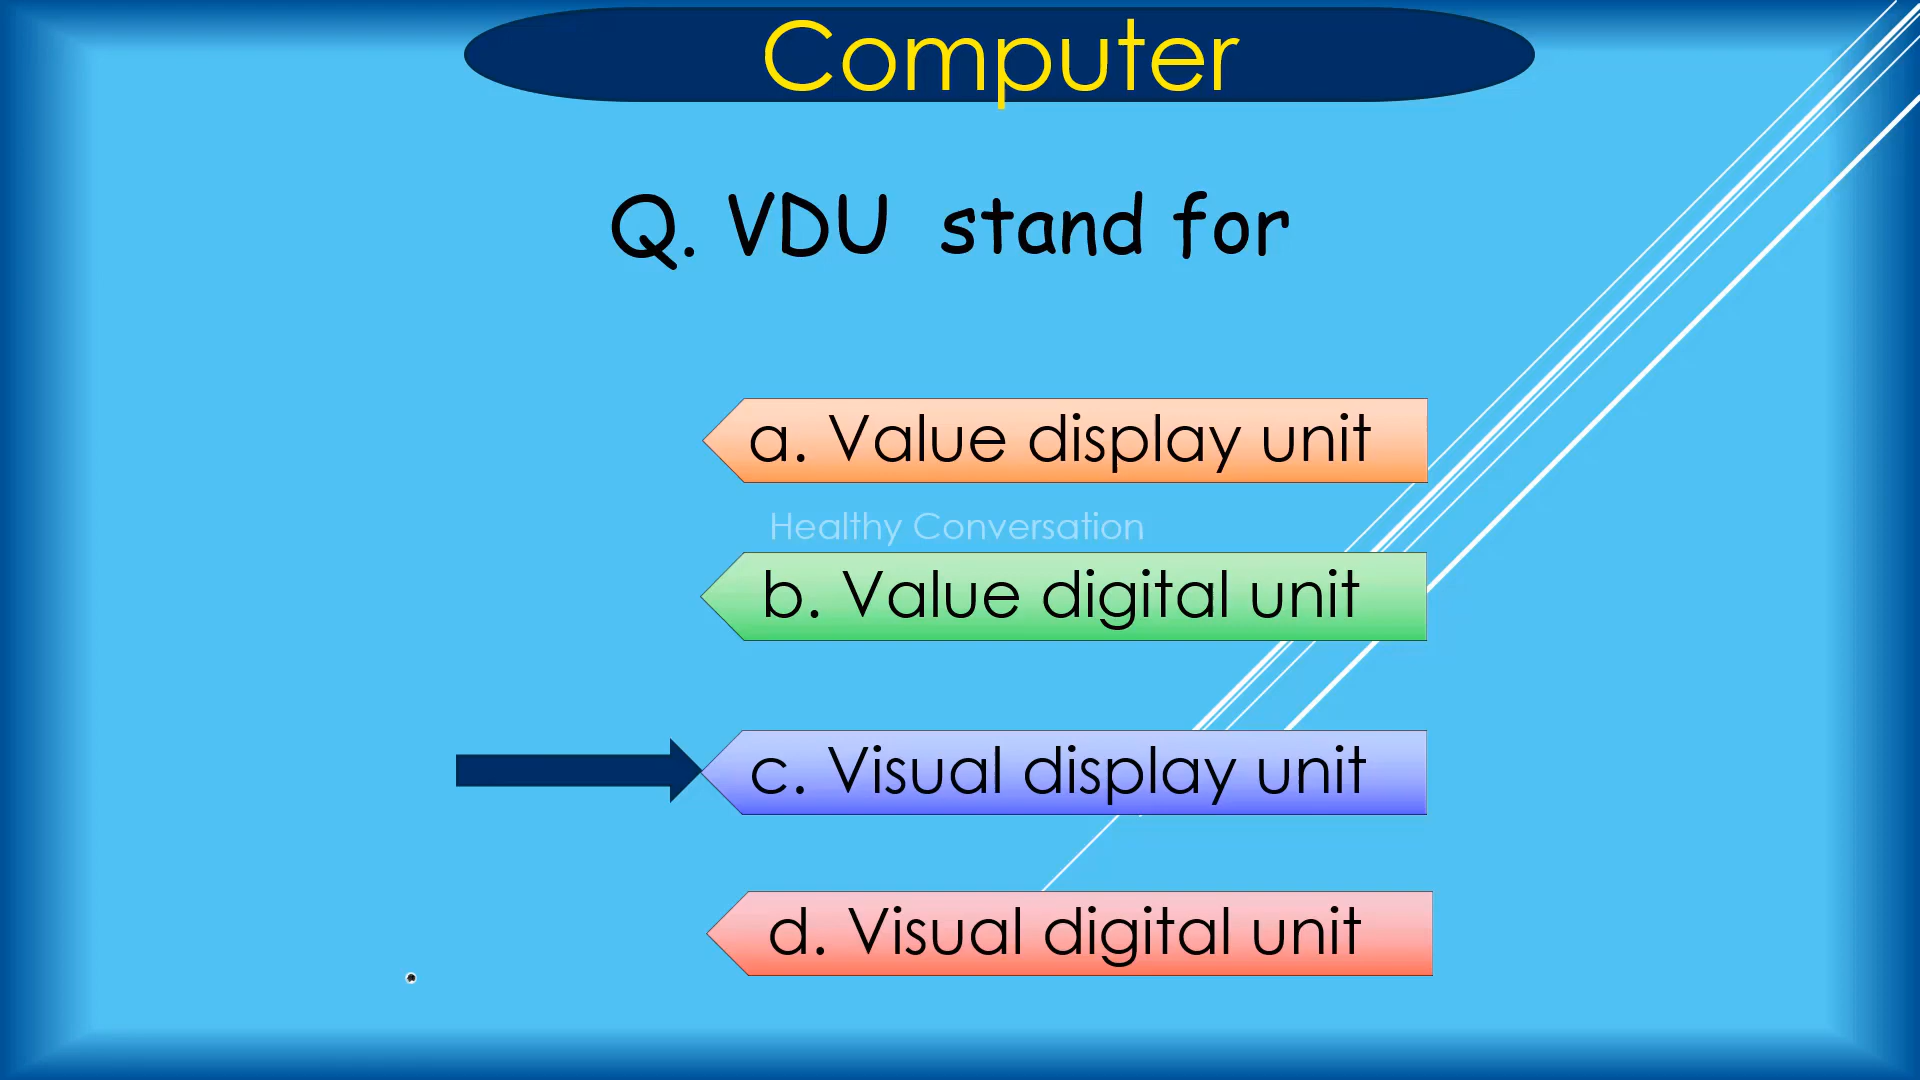 Computer
Q. VDU stand for
a. Value display unit
Healthy Conversation
b. Value digital unit
c. Visual display unit
d. Visual digital unit